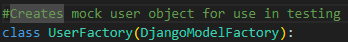 #Creates mock user object for use in testing
class UserFactory(DjangoModelFactory):